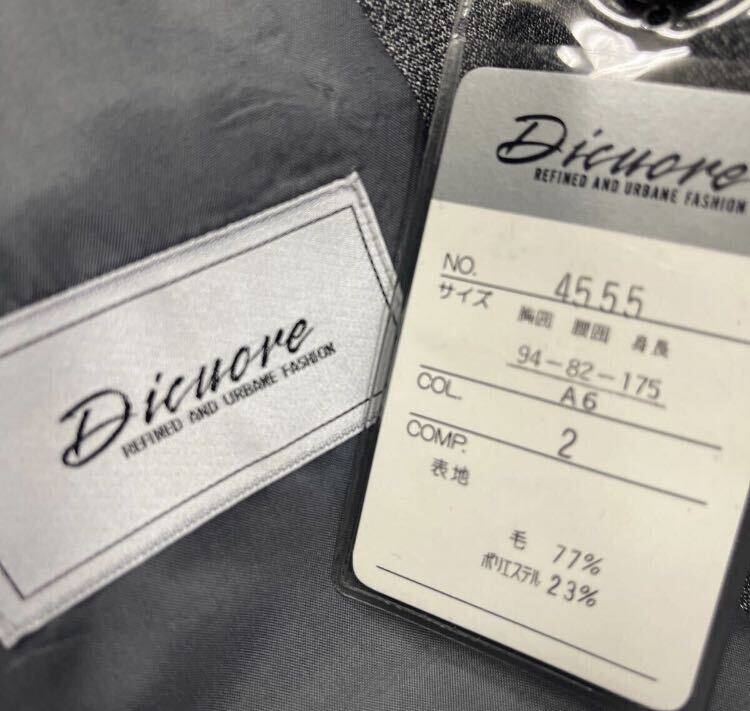 Dicuore
REFINED AND URBANE FASHION
Dicuore
REFINED AND URBANE FASHION
NO. 4555
サイズ 胸囲 腰囲 身長
94-82-175
A6
COL. 2
COMP.
表地
毛 77%
ポリエステル 23%